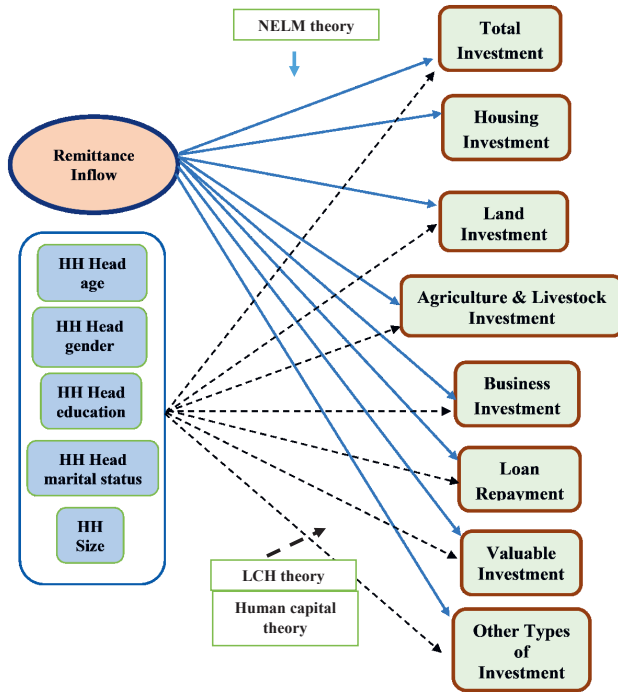 NELM theory
Total
Investment
Housing
Investment
Remittance
Inflow
Land
Investment
HH Head
age
HH Head
gender
HH Head
education
HH Head
marital status
HH
Size
Agriculture & Livestock
Investment
Business
Investment
Loan
Repayment
Valuable
Investment
Other Types
of
Investment
LCH theory
Human capital
theory